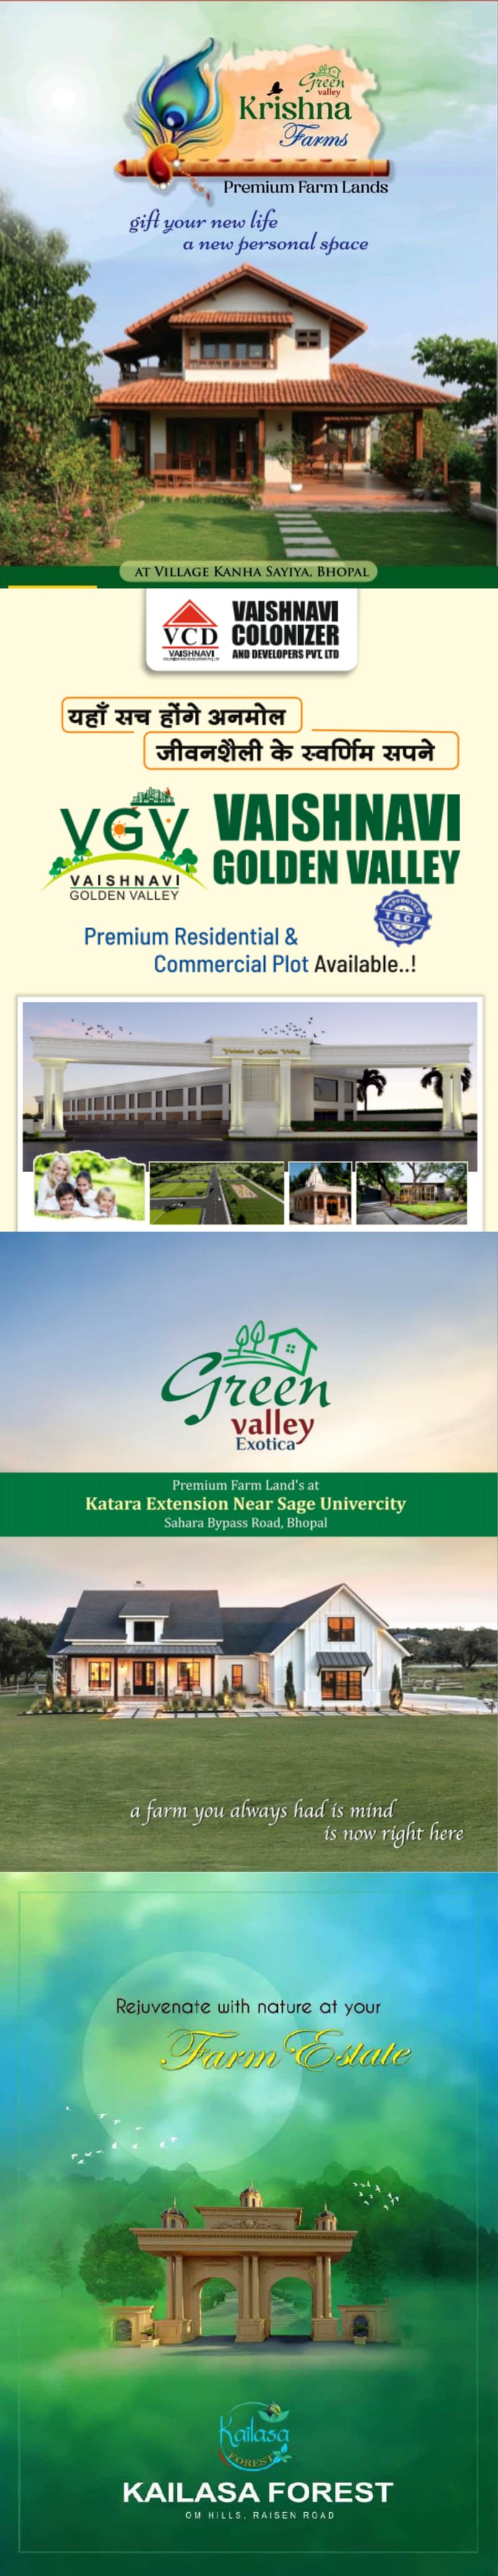 Green
valley
Krishna
Farms
Premium Farm Lands
gift your new life
a new personal space
AT VILLAGE KANHA SAYIYA, BHOPAL
VCD
VAISHNAVI
VAISHNAVI
COLONIZER
AND DEVELOPERS PVT. LTD
यहाँ सच होंगे अनमोल
जीवनशैली के स्वर्णिम सपने
VGV
VAISHNAVI
GOLDEN VALLEY
VAISHNAVI
GOLDEN VALLEY
APPROVED
T&CP
APPROVED
Premium Residential &
Commercial Plot Available..!
Vaishnavi Golden Valley
Green
valley
Exotica
Premium Farm Land's at
Katara Extension Near Sage Univercity
Sahara Bypass Road, Bhopal
a farm you always had is mind
is now right here
Rejuvenate with nature at your
Farm Estate
Kailasa
FOREST
KAILASA FOREST
OM HILLS, RAISEN ROAD